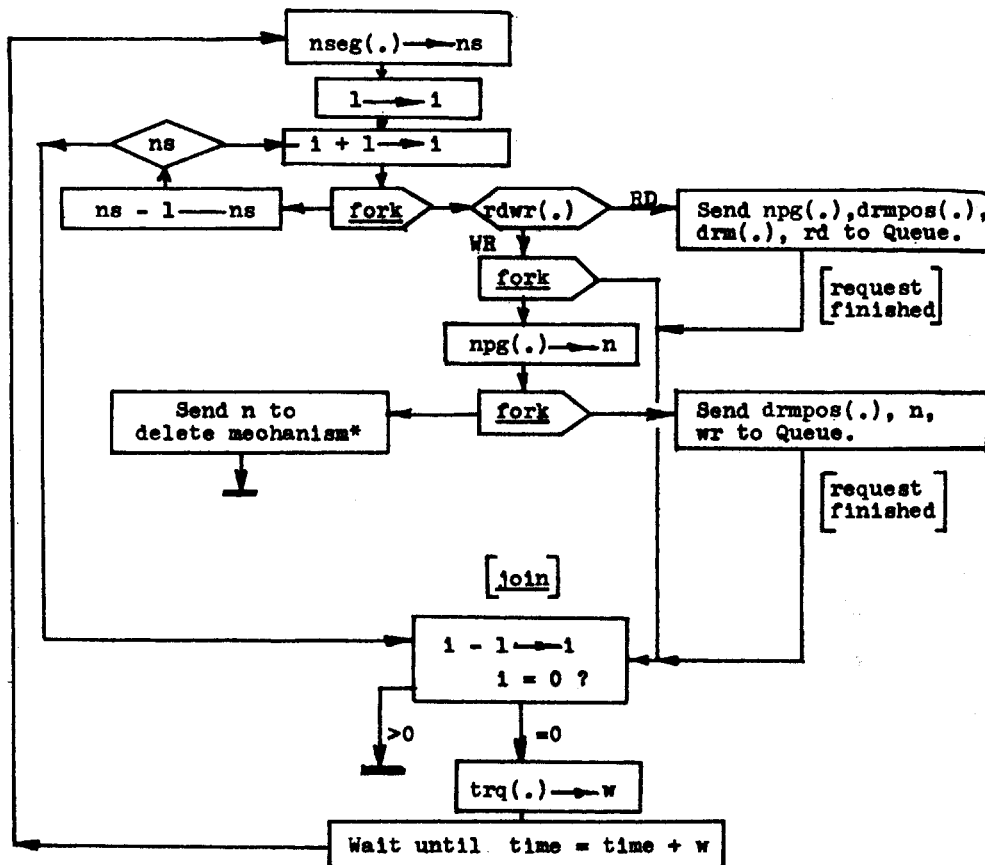 nseg(.) → ns
1 → i
ns
i + 1 → i
ns - 1 — ns
fork
rdwr(.)
RD
Send npg(.),drmpos(.),
drm(.), rd to Queue.
WR
fork
[request
finished]
npg(.) → n
Send n to
delete mechanism*
fork
Send drmpos(.), n,
wr to Queue.
[request
finished]
[join]
i - 1 → i
i = 0 ?
>0
=0
trq(.) → w
Wait until time = time + w